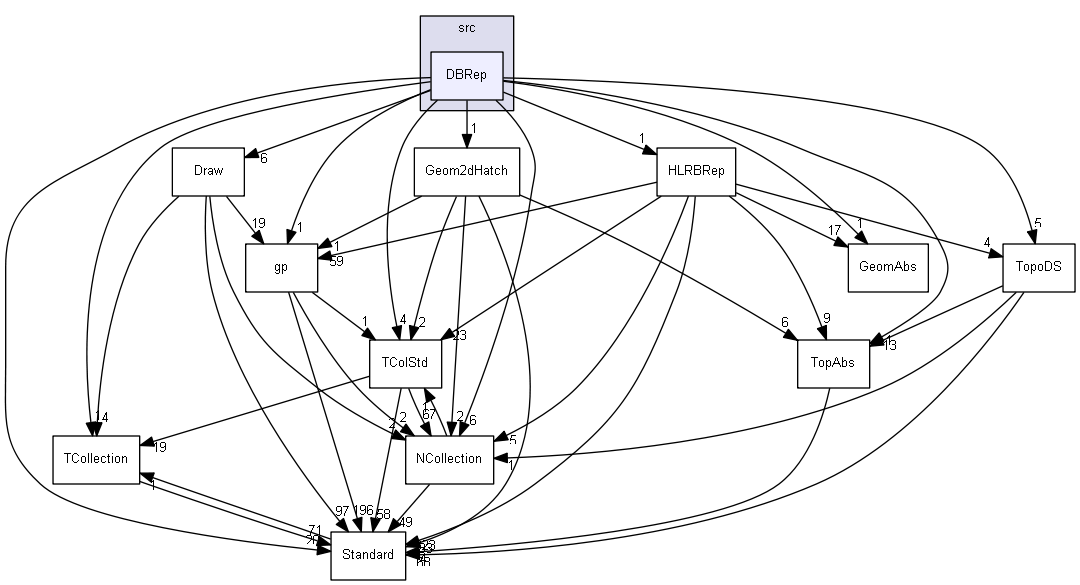 src
DBRep
1
1
6
Draw
Geom2dHatch
HLRBRep
19
1
17
1
4
5
1
59
gp
GeomAbs
TopoDS
1
4
2
23
6
9
13
TColStd
TopAbs
67
2
2
6
14
19
5
1
TCollection
NCollection
1
97
196
58
49
71
Standard